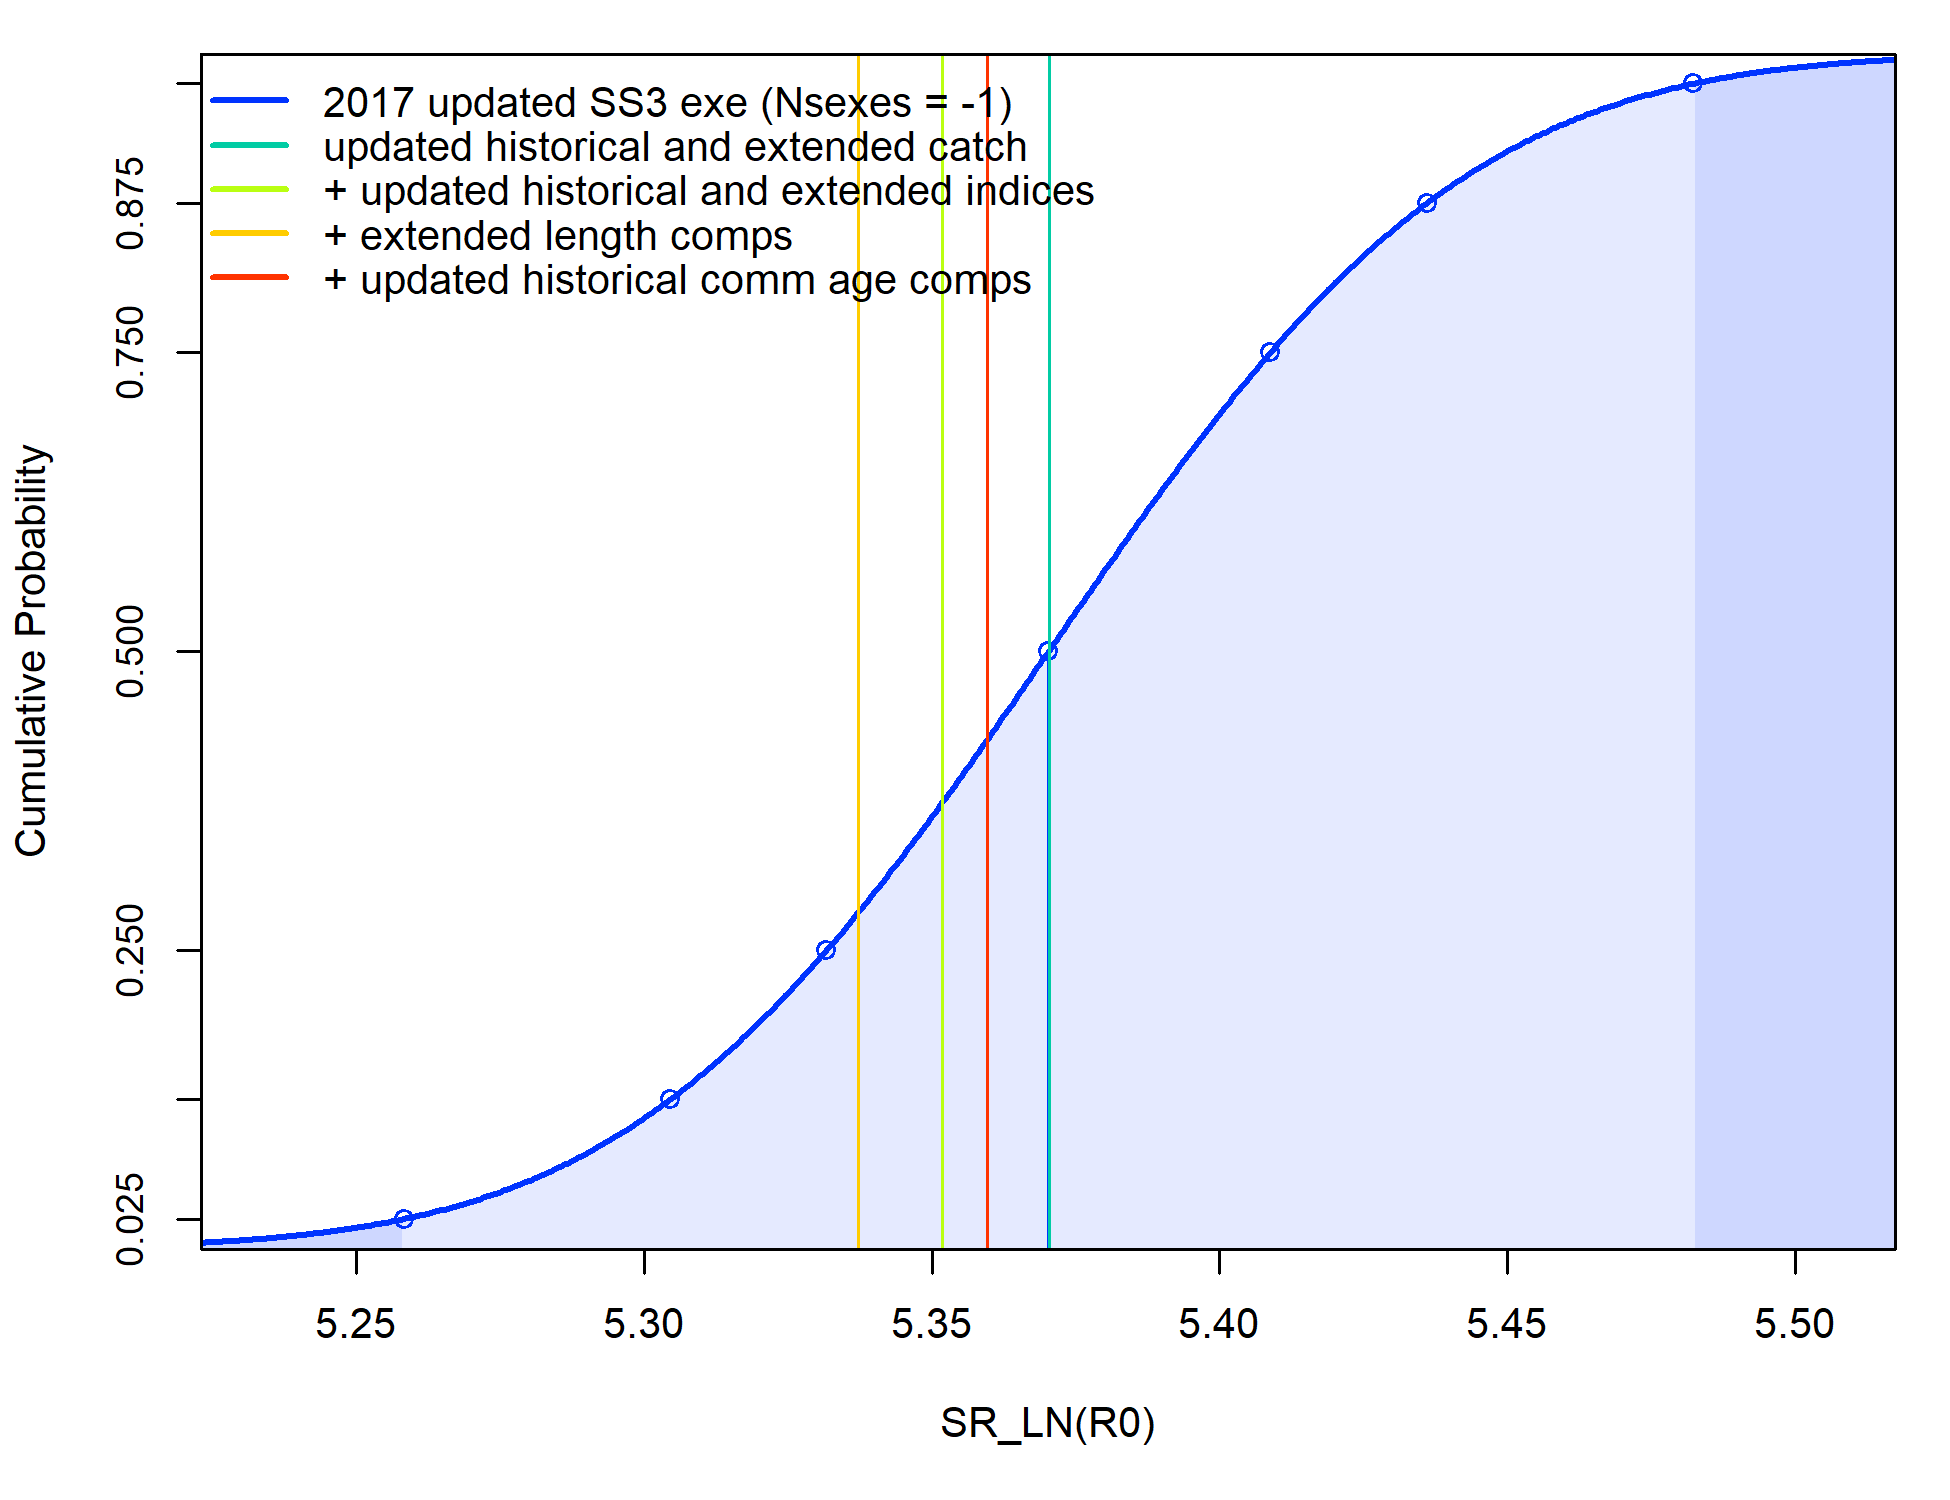 2017 updated SS3 exe (Nsexes = -1)
updated historical and extended catch
+ updated historical and extended indices
+ extended length comps
+ updated historical comm age comps
Cumulative Probability
0.875
0.750
0.500
0.250
0.025
5.25 5.30 5.35 5.40 5.45 5.50
SR_LN(R0)